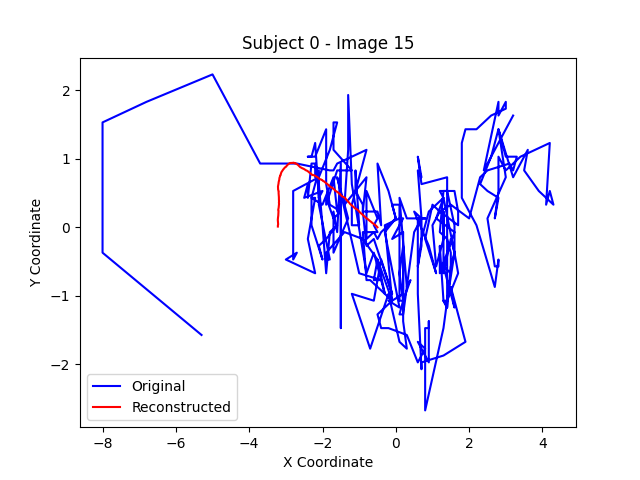 Subject 0 - Image 15
Y Coordinate
2
1
0
−1
−2
Original
Reconstructed
−8
−6
−4
−2
0
2
4
X Coordinate